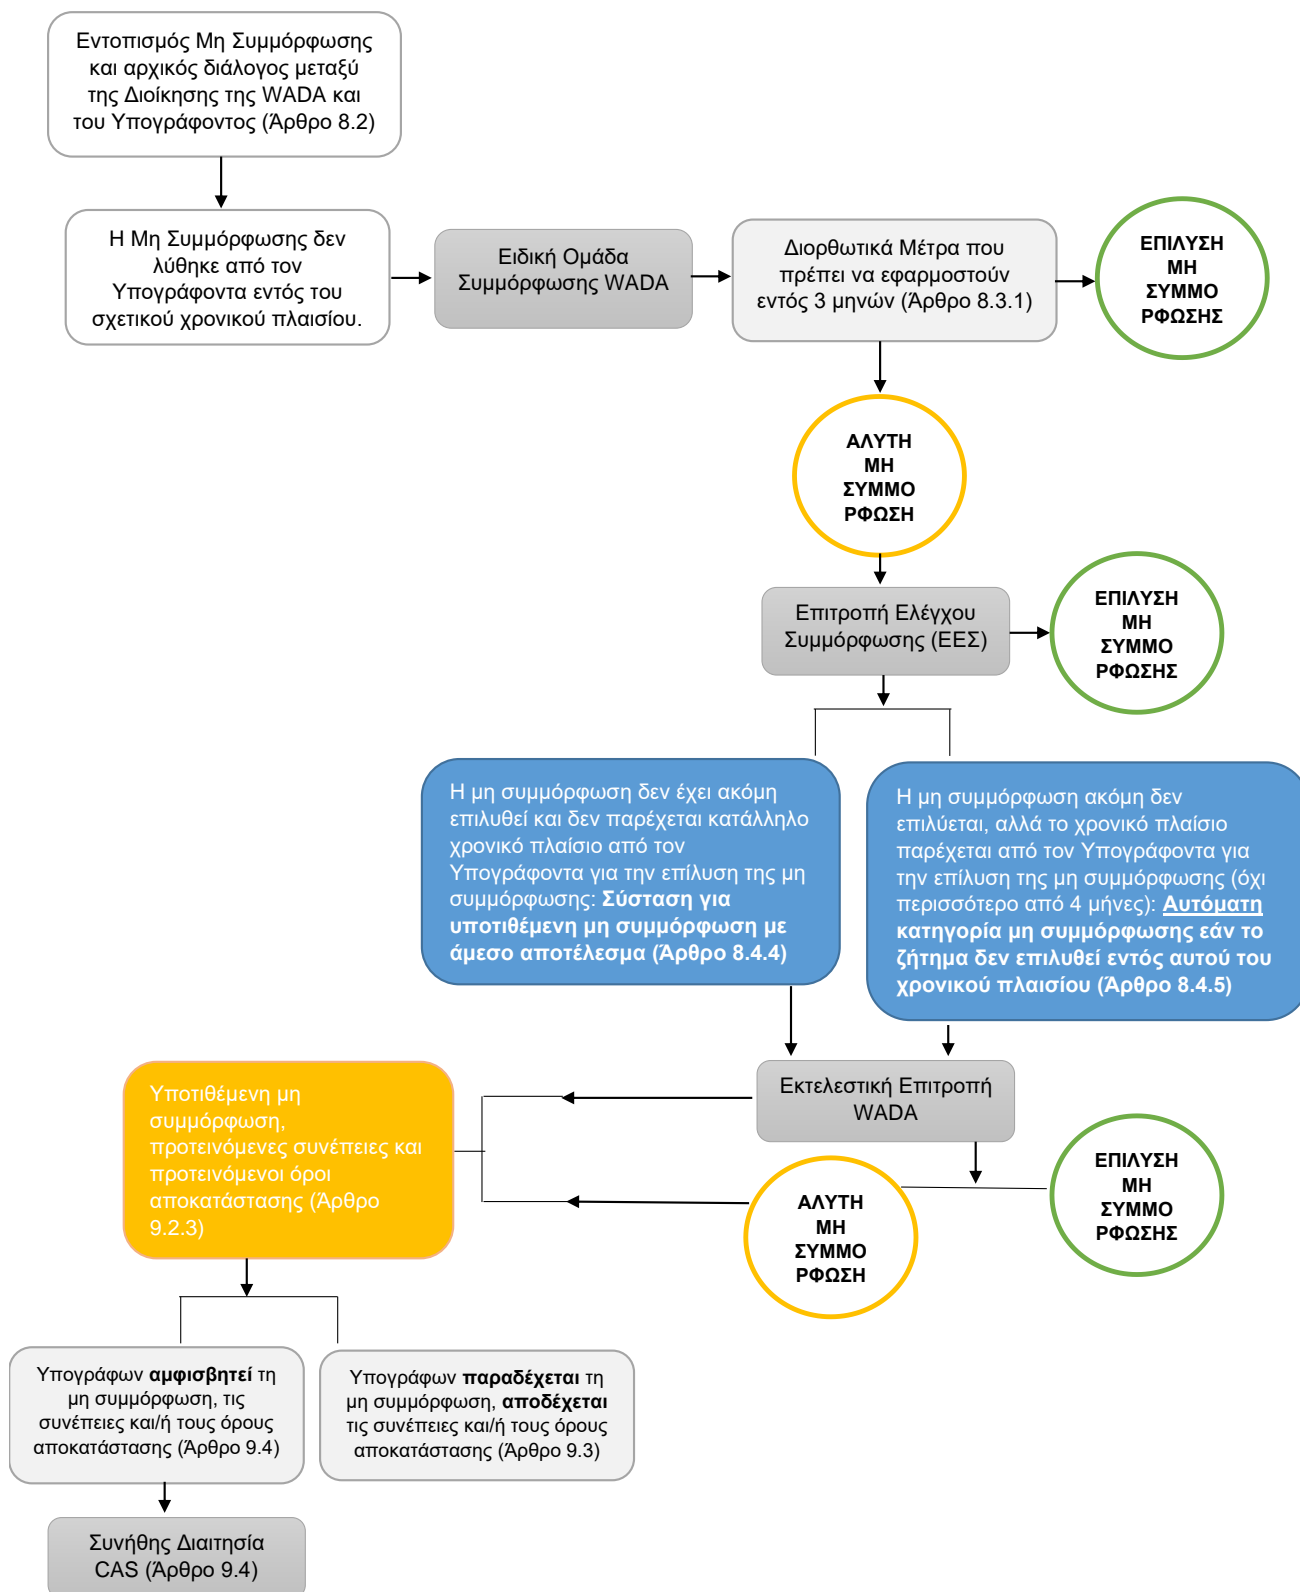 Εντοπισμός Μη Συμμόρφωσης
και αρχικός διάλογος μεταξύ
της Διοίκησης της WADA και
του Υπογράφοντος (Άρθρο 8.2)
Η Μη Συμμόρφωσης δεν
λύθηκε από τον
Υπογράφοντα εντός του
σχετικού χρονικού πλαισίου.
Ειδική Ομάδα
Συμμόρφωσης WADA
Διορθωτικά Μέτρα που
πρέπει να εφαρμοστούν
εντός 3 μηνών (Άρθρο 8.3.1)
ΕΠΙΛΥΣΗ
ΜΗ
ΣΥΜΜΟ
ΡΦΩΣΗΣ
ΑΛΥΤΗ
ΜΗ
ΣΥΜΜΟ
ΡΦΩΣΗ
Επιτροπή Ελέγχου
Συμμόρφωσης (ΕΕΣ)
ΕΠΙΛΥΣΗ
ΜΗ
ΣΥΜΜΟ
ΡΦΩΣΗΣ
Η μη συμμόρφωση δεν έχει ακόμη
επιλυθεί και δεν παρέχεται κατάλληλο
χρονικό πλαίσιο από τον
Υπογράφοντα για την επίλυση της μη
συμμόρφωσης: Σύσταση για
υποτιθέμενη μη συμμόρφωση με
άμεσο αποτέλεσμα (Άρθρο 8.4.4)
Η μη συμμόρφωση ακόμη δεν
επιλύεται, αλλά το χρονικό πλαίσιο
παρέχεται από τον Υπογράφοντα για
την επίλυση της μη συμμόρφωσης (όχι
περισσότερο από 4 μήνες): Αυτόματη
κατηγορία μη συμμόρφωσης εάν το
ζήτημα δεν επιλυθεί εντός αυτού του
χρονικού πλαισίου (Άρθρο 8.4.5)
Εκτελεστική Επιτροπή
WADA
Υποτιθέμενη μη
συμμόρφωση,
προτεινόμενες συνέπειες και
προτεινόμενοι όροι
αποκατάστασης (Άρθρο
9.2.3)
ΑΛΥΤΗ
ΜΗ
ΣΥΜΜΟ
ΡΦΩΣΗ
ΕΠΙΛΥΣΗ
ΜΗ
ΣΥΜΜΟ
ΡΦΩΣΗΣ
Υπογράφων αμφισβητεί τη
μη συμμόρφωση, τις
συνέπειες και/ή τους όρους
αποκατάστασης (Άρθρο 9.4)
Υπογράφων παραδέχεται τη
μη συμμόρφωση, αποδέχεται
τις συνέπειες και/ή τους όρους
αποκατάστασης (Άρθρο 9.3)
Συνήθης Διαιτησία
CAS (Άρθρο 9.4)